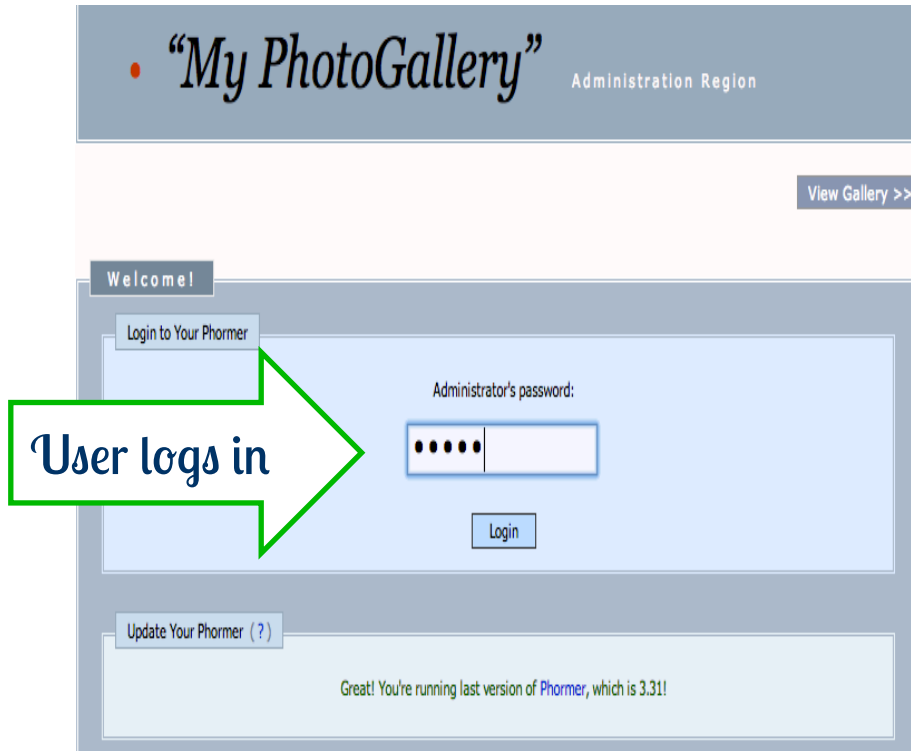 • “My PhotoGallery” Administration Region
View Gallery >>
Welcome!
Login to Your Phormer
Administrator's password:
•••••
User logs in
Login
Update Your Phormer (?)
Great! You're running last version of Phormer, which is 3.31!